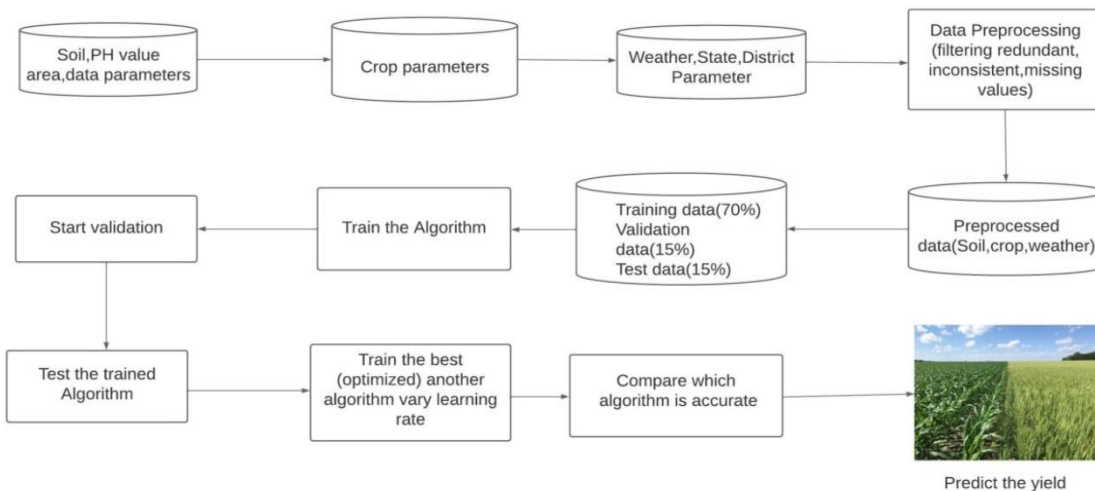 Soil,PH value
area,data parameters
Crop parameters
Weather,State,District
Parameter
Data Preprocessing
(filtering redundant,
inconsistent,missing
values)
Start validation
Train the Algorithm
Training data(70%)
Validation
data(15%)
Test data(15%)
Preprocessed
data(Soil,crop,weather)
Test the trained
Algorithm
Train the best
(optimized) another
algorithm vary learning
rate
Compare which
algorithm is accurate
Predict the yield